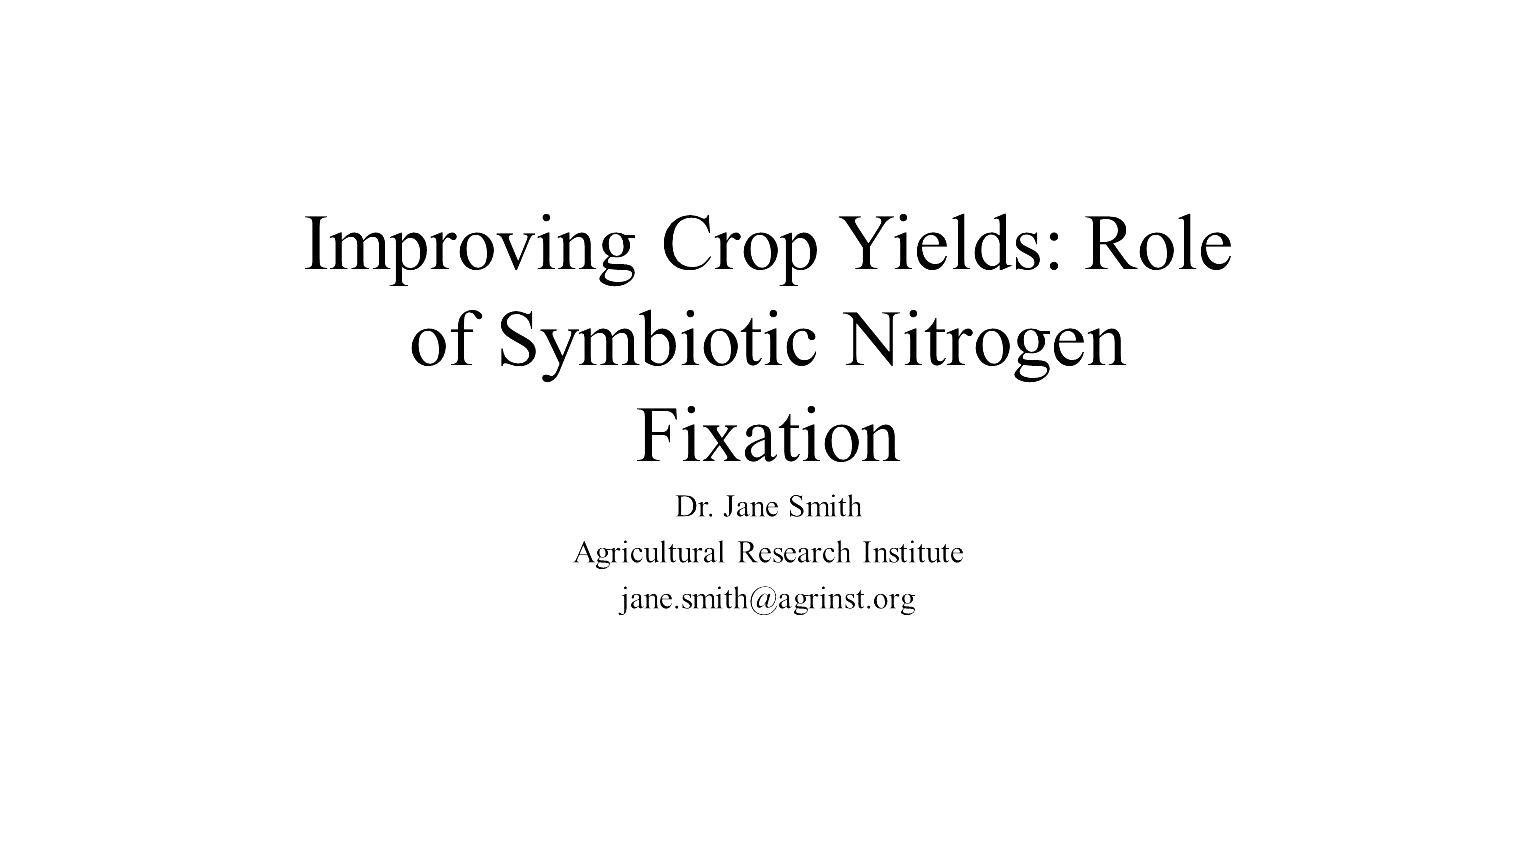 Improving Crop Yields: Role
of Symbiotic Nitrogen
Fixation
Dr. Jane Smith
Agricultural Research Institute
jane.smith@agrinst.org